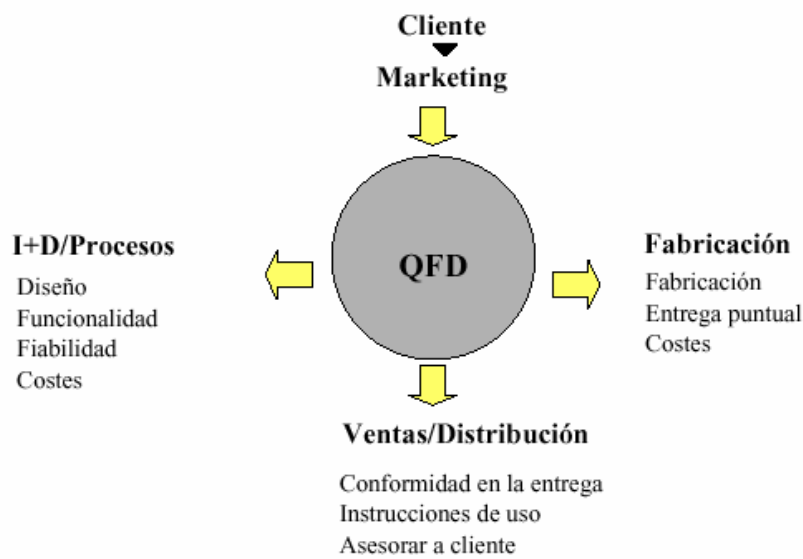 Cliente
Marketing
I+D/Procesos
Diseño
Funcionalidad
Fiabilidad
Costes
QFD
Fabricación
Fabricación
Entrega puntual
Costes
Ventas/Distribución
Conformidad en la entrega
Instrucciones de uso
Asesorar a cliente